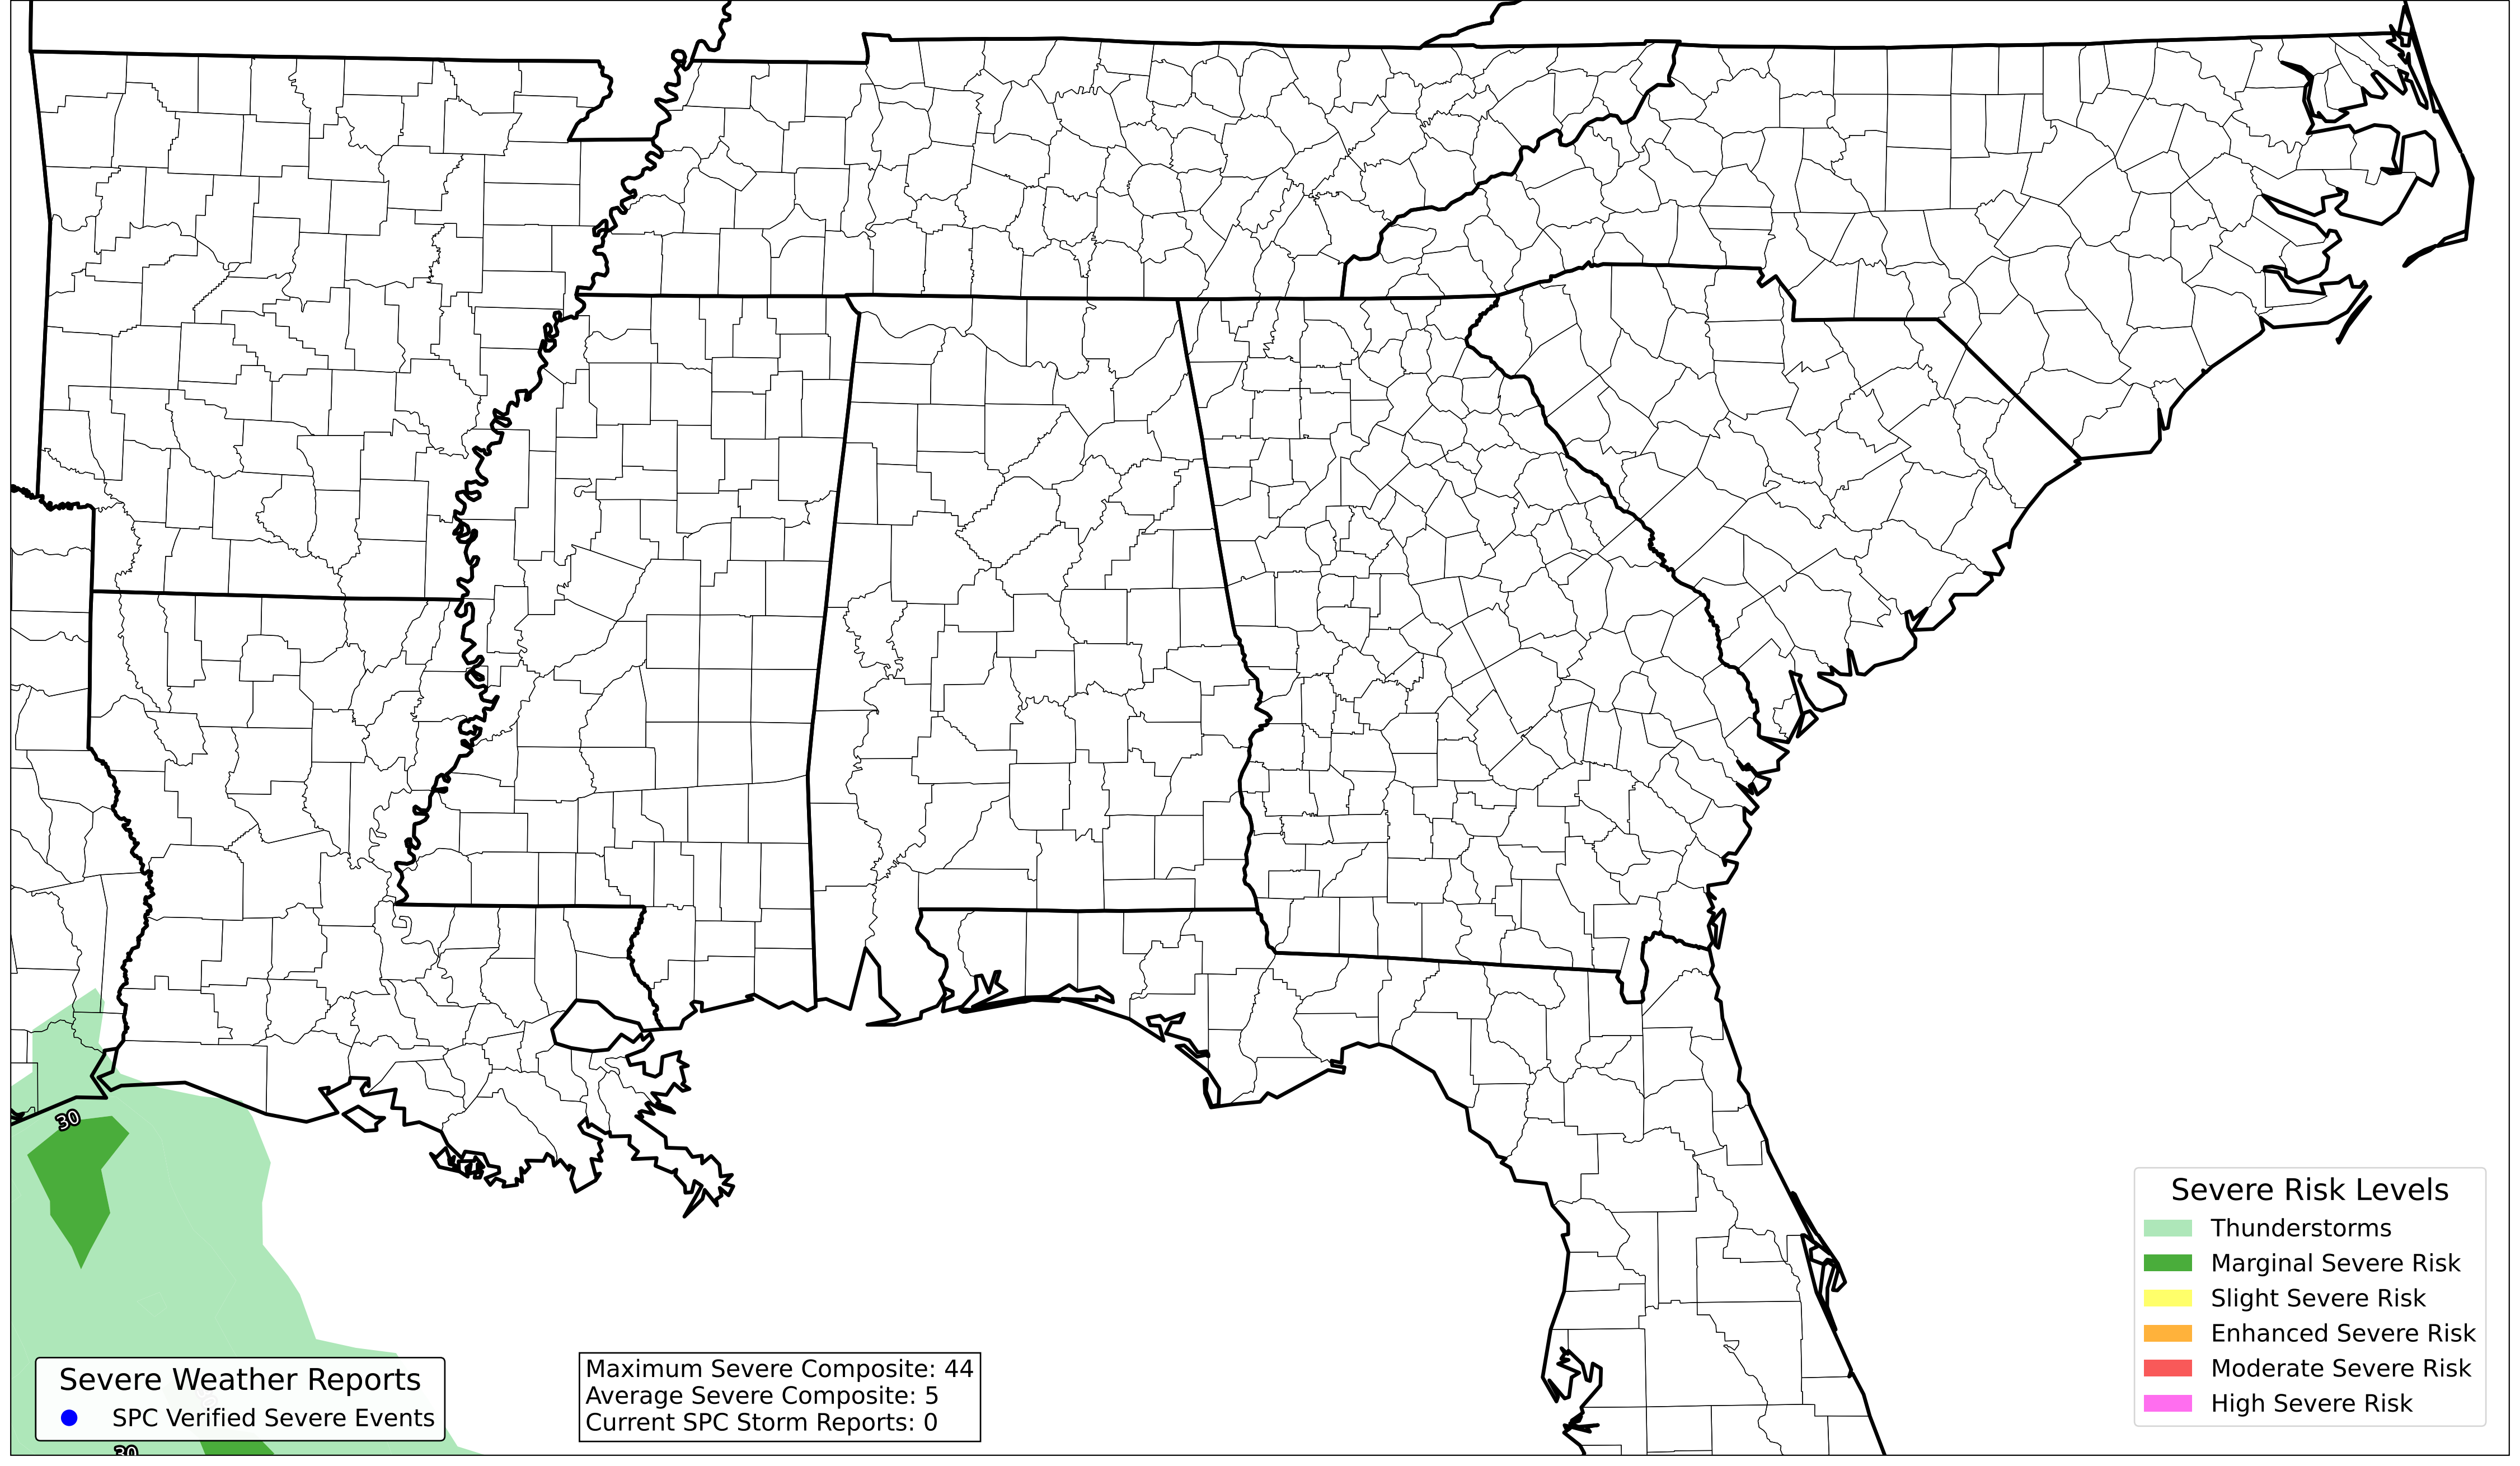 30
Severe Risk Levels
Thunderstorms
Marginal Severe Risk
Slight Severe Risk
Enhanced Severe Risk
Moderate Severe Risk
High Severe Risk
Severe Weather Reports
SPC Verified Severe Events
Maximum Severe Composite: 44
Average Severe Composite: 5
Current SPC Storm Reports: 0
30